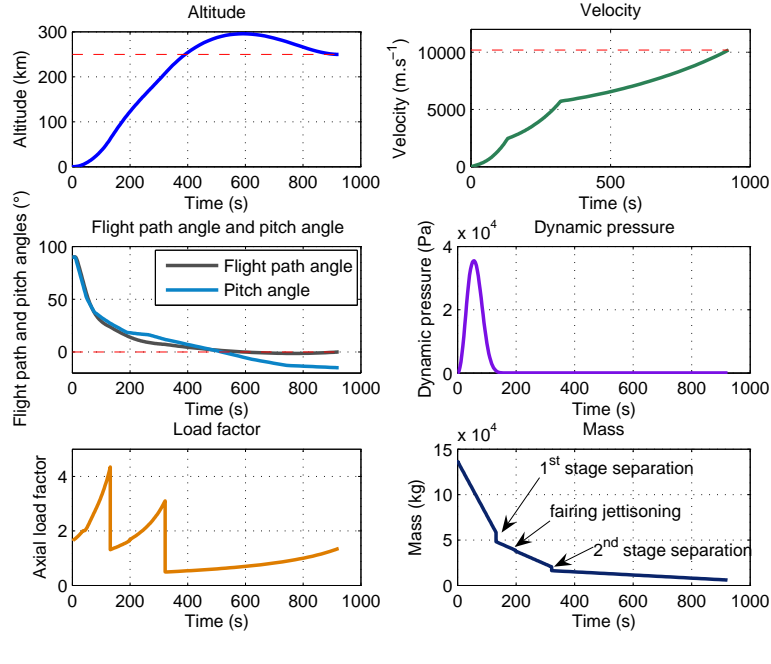 Altitude
Altitude (km)
300
200
100
0
0 200 400 600 800 1000
Time (s)
Velocity
Velocity (m.s⁻¹)
10000
5000
0
0 500 1000
Time (s)
Flight path angle and pitch angle
Flight path and pitch angles (°)
100
50
0
Flight path angle
Pitch angle
0 200 400 600 800 1000
Time (s)
Dynamic pressure
x 10⁴
Dynamic pressure (Pa)
4
2
0
0 200 400 600 800 1000
Time (s)
Load factor
Axial load factor
4
2
0
0 200 400 600 800 1000
Time (s)
Mass
x 10⁴
Mass (kg)
15
10
5
0
1st stage separation
fairing jettisoning
2nd stage separation
0 200 400 600 800 1000
Time (s)